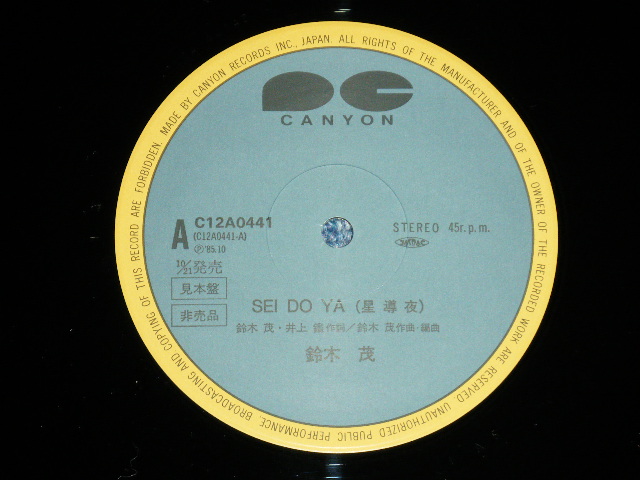 MADE BY CANYON RECORDS INC., JAPAN. ALL RIGHTS OF THE MANUFACTURER AND OF THE OWNER OF THE RECORDED WORK ARE RESERVED. UNAUTHORIZED PUBLIC PERFORMANCE, BROADCASTING AND COPYING OF THIS RECORD ARE FORBIDDEN.
CANYON
A
C12A0441
(C12A0441-A)
Ⓟ'85.10
STEREO 45r.p.m.
10/21発売
見本盤
非売品
SEI DO YA (星導夜)
鈴木 茂・井上 鑑作詞/鈴木 茂作曲・編曲
鈴木 茂